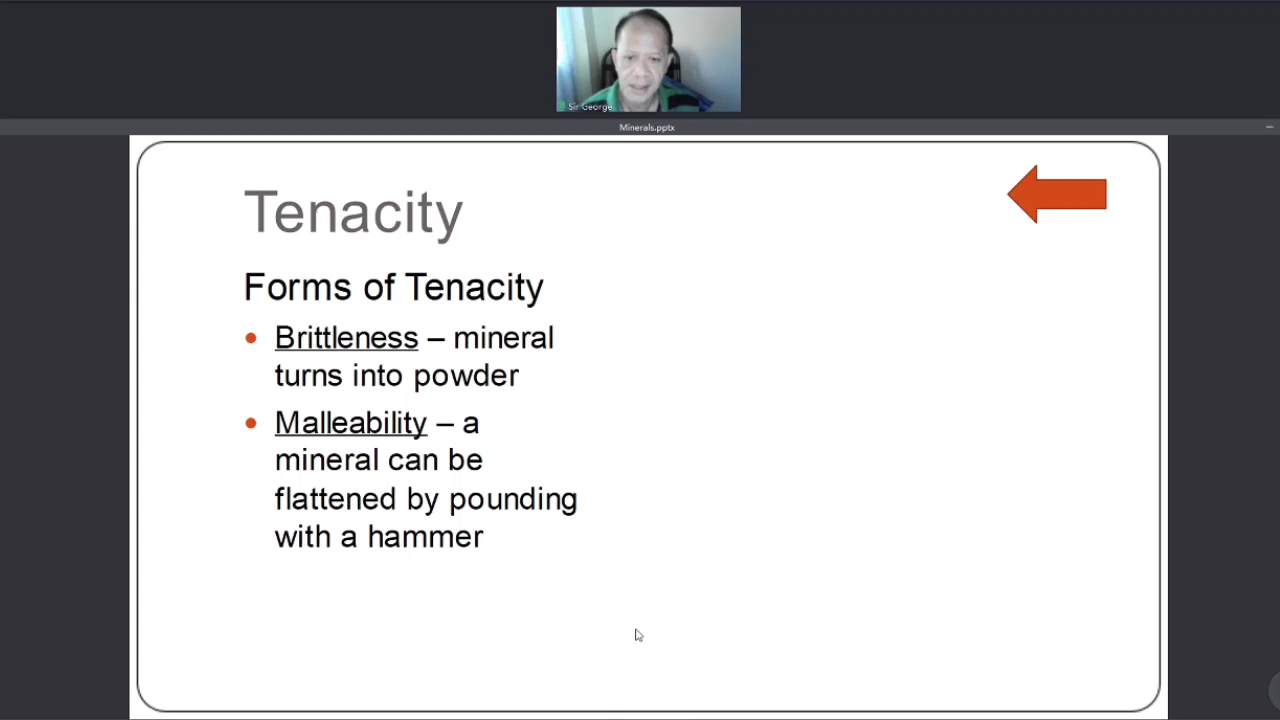 Sir George
Minerals.pptx
Tenacity
Forms of Tenacity
Brittleness – mineral
turns into powder
Malleability – a
mineral can be
flattened by pounding
with a hammer